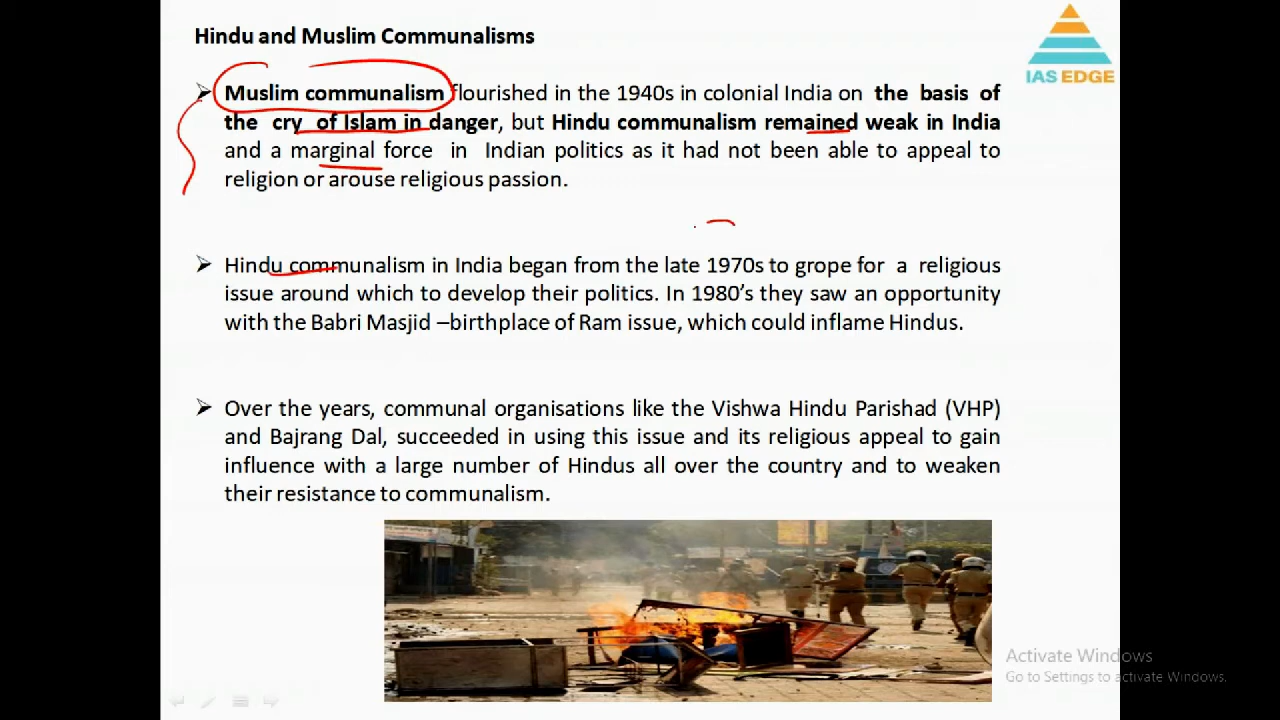 Hindu and Muslim Communalisms
IAS EDGE
Muslim communalism flourished in the 1940s in colonial India on the basis of
the cry of Islam in danger, but Hindu communalism remained weak in India
and a marginal force in Indian politics as it had not been able to appeal to
religion or arouse religious passion.
Hindu communalism in India began from the late 1970s to grope for a religious
issue around which to develop their politics. In 1980's they saw an opportunity
with the Babri Masjid –birthplace of Ram issue, which could inflame Hindus.
Over the years, communal organisations like the Vishwa Hindu Parishad (VHP)
and Bajrang Dal, succeeded in using this issue and its religious appeal to gain
influence with a large number of Hindus all over the country and to weaken
their resistance to communalism.
Activate Windows
Go to Settings to activate Windows.